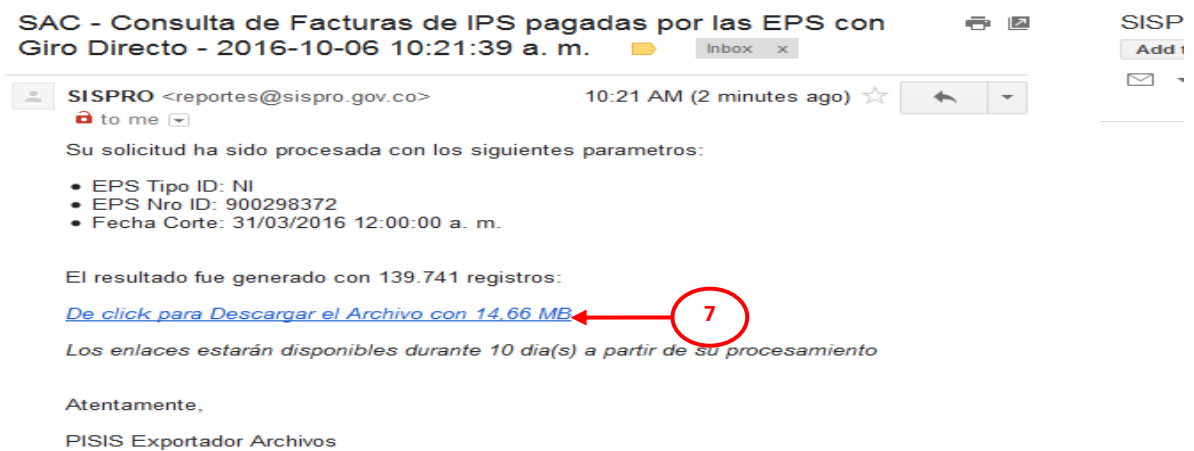 SAC - Consulta de Facturas de IPS pagadas por las EPS con
Giro Directo - 2016-10-06 10:21:39 a. m. Inbox x
SISPRO <reportes@sispro.gov.co> 10:21 AM (2 minutes ago)
to me
Su solicitud ha sido procesada con los siguientes parametros:
• EPS Tipo ID: NI
• EPS Nro ID: 900298372
• Fecha Corte: 31/03/2016 12:00:00 a. m.
El resultado fue generado con 139.741 registros:
De click para Descargar el Archivo con 14,66 MB
7
Los enlaces estarán disponibles durante 10 dia(s) a partir de su procesamiento
Atentamente,
PISIS Exportador Archivos
SISP
Add t